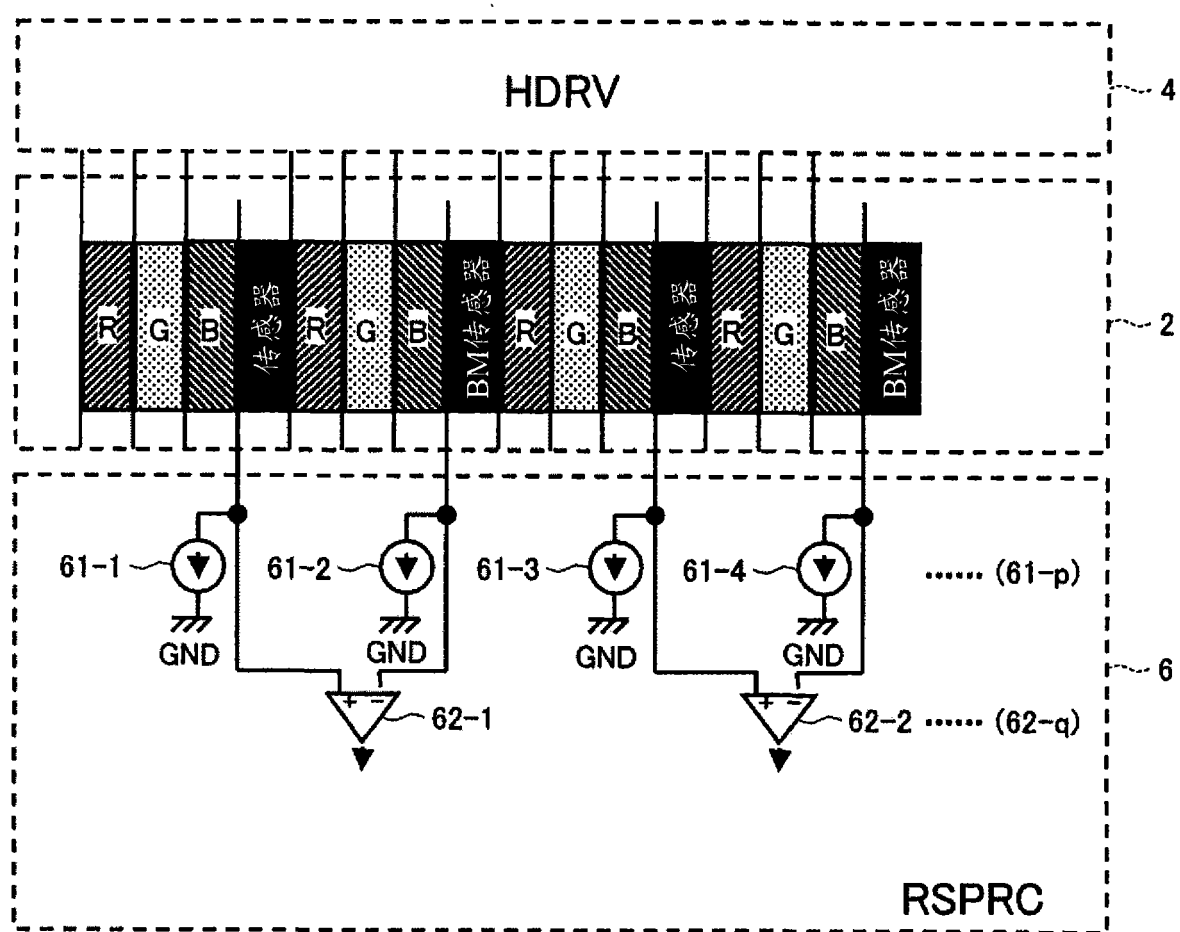 HDRV
4
R G B 传感器 R G B BM传感器 R G B 传感器 R G B BM传感器
2
61-1 61-2 61-3 61-4 ······ (61-p)
GND GND GND GND
6
+ - + -
62-1 62-2 ······ (62-q)
RSPRC